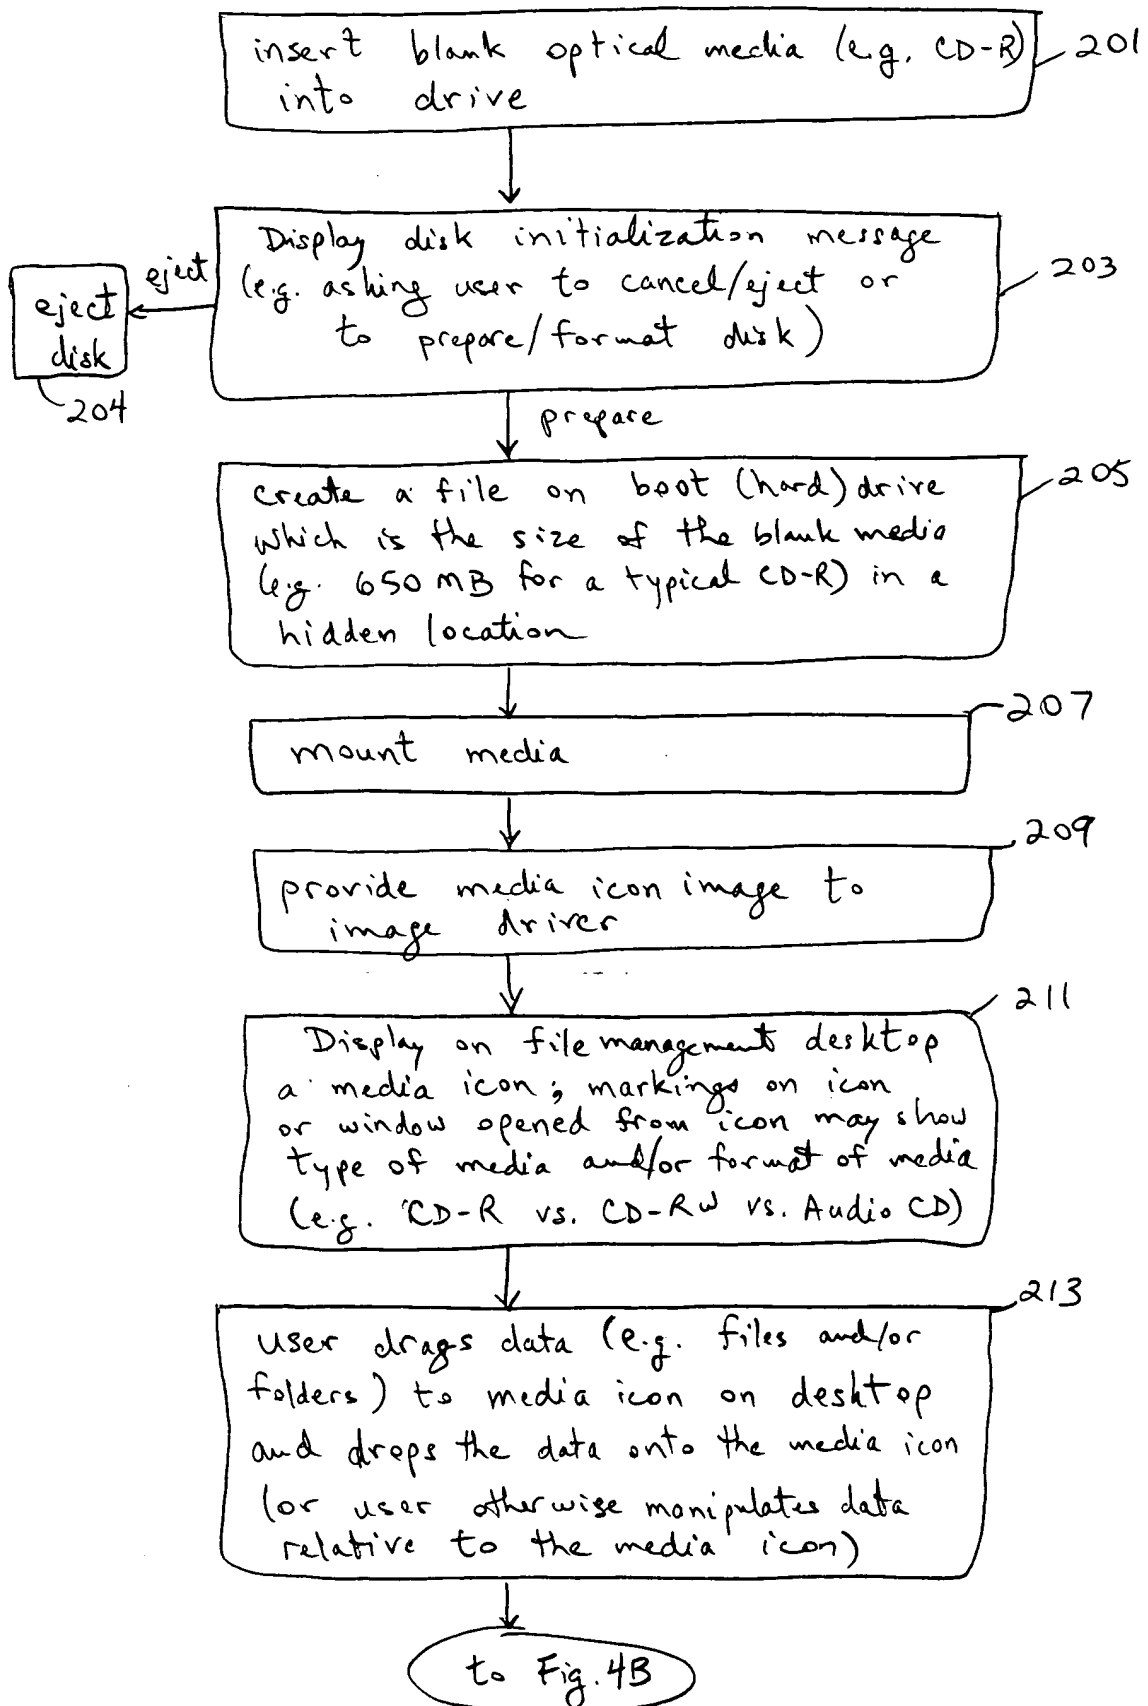 insert blank optical media (e.g. CD-R)
into drive
201
Display disk initialization message
(e.g. asking user to cancel/eject or
to prepare/format disk)
203
eject
eject
disk
204
prepare
create a file on boot (hard) drive
which is the size of the blank media
(e.g. 650 MB for a typical CD-R) in a
hidden location
205
mount media
207
provide media icon image to
image driver
209
Display on file management desktop
a media icon; markings on icon
or window opened from icon may show
type of media and/or format of media
(e.g. CD-R vs. CD-RW vs. Audio CD)
211
user drags data (e.g. files and/or
folders) to media icon on desktop
and drops the data onto the media icon
(or user otherwise manipulates data
relative to the media icon)
213
to Fig. 4B